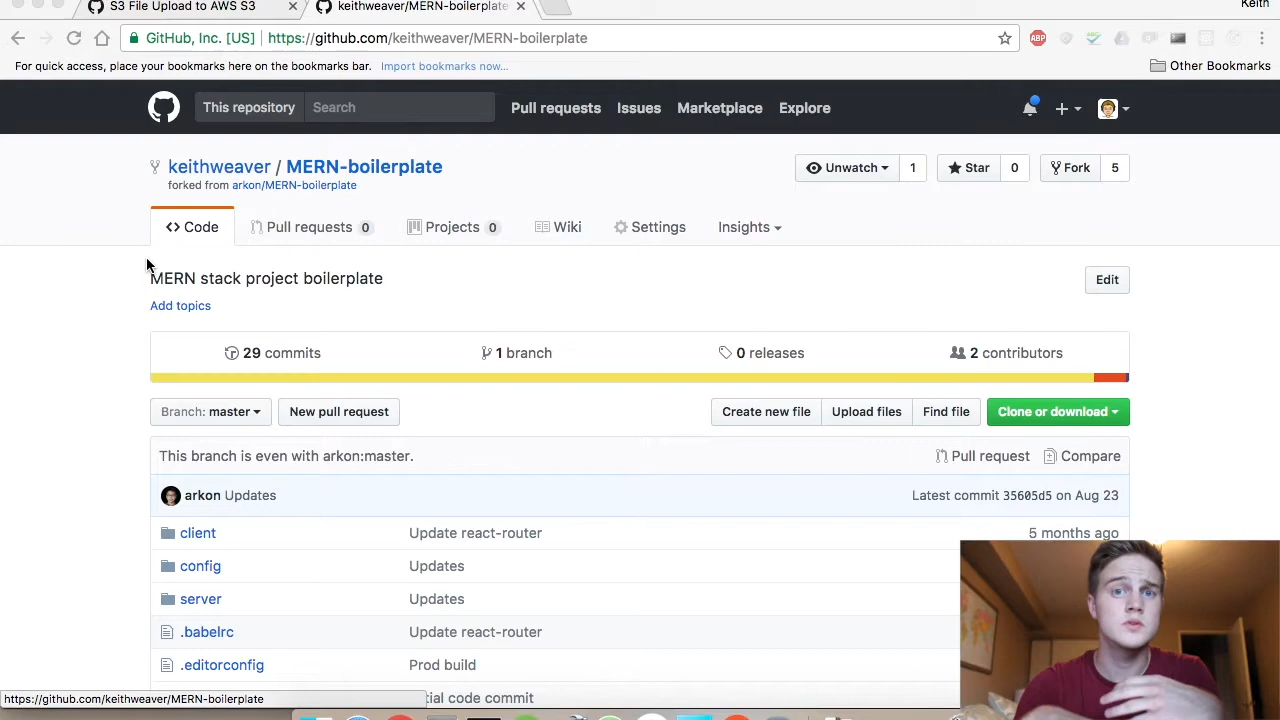 S3 File Upload to AWS S3
keithweaver/MERN-boilerplate
Keith
GitHub, Inc. [US] https://github.com/keithweaver/MERN-boilerplate
ABP
For quick access, place your bookmarks here on the bookmarks bar. Import bookmarks now...
Other Bookmarks
This repository Search Pull requests Issues Marketplace Explore
keithweaver / MERN-boilerplate
Unwatch 1 Star 0 Fork 5
forked from arkon/MERN-boilerplate
Code Pull requests 0 Projects 0 Wiki Settings Insights
MERN stack project boilerplate
Edit
Add topics
29 commits 1 branch 0 releases 2 contributors
Branch: master New pull request Create new file Upload files Find file Clone or download
This branch is even with arkon:master. Pull request Compare
arkon Updates Latest commit 35605d5 on Aug 23
client Update react-router 5 months ago
config Updates
server Updates
.babelrc Update react-router
.editorconfig Prod build
https://github.com/keithweaver/MERN-boilerplate
tial code commit